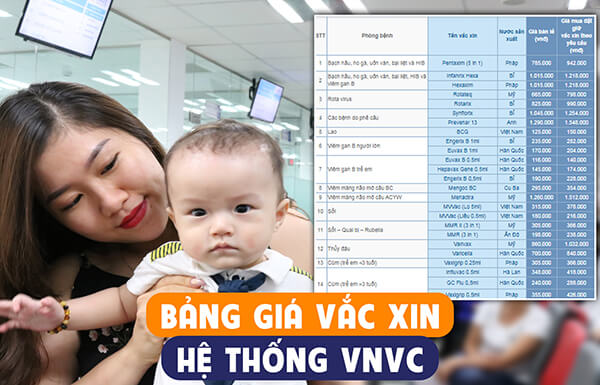 STT Phòng bệnh Tên vắc xin Nước sản xuất Giá bán lẻ (vnđ) Giá mua đặt giữ vắc xin theo yêu cầu (vnđ)
1 Bạch hầu, ho gà, uốn ván, bại liệt và HIB Pentaxim (5 in 1) Pháp 785.000 942.000
2 Bạch hầu, ho gà, uốn ván, bại liệt, HIB và viêm gan B Infanrix Hexa Bỉ 1.015.000 1.218.000
Hexaxim Pháp 1.015.000 1.218.000
3 Rota virus Rotateq Mỹ 665.000 798.000
Rotarix Bỉ 825.000 990.000
4 Các bệnh do phế cầu Synflorix Bỉ 1.045.000 1.254.000
Prevenar 13 Anh 1.290.000 1.548.000
5 Lao BCG Việt Nam 125.000 150.000
6 Viêm gan B người lớn Engerix B 1ml Bỉ 235.000 282.000
Euvax B 1ml Hàn Quốc 170.000 204.000
7 Viêm gan B trẻ em Euvax B 0.5ml Hàn Quốc 116.000 140.000
Hepavax Gene 0.5ml Hàn Quốc 145.000 174.000
Engerix B 0.5ml Bỉ 190.000 228.000
8 Viêm màng não mô cầu BC Mengoc BC Cu Ba 295.000 354.000
9 Viêm màng não mô cầu ACYW Menactra Mỹ 1.260.000 1.512.000
10 Sởi MVVac (Lọ 5ml) Việt Nam 315.000 378.000
MVVac (Liều 0.5ml) Việt Nam 180.000 216.000
11 Sởi – Quai bị – Rubella MMR II (3 in 1) Mỹ 305.000 366.000
MMR (3 in 1) Ấn Độ 198.000 238.000
12 Thủy đậu Varivax Mỹ 860.000 1.032.000
Varicella Hàn Quốc 700.000 840.000
13 Cúm (trẻ em <3 tuổi) Vaxigrip 0.25ml Pháp 305.000 366.000
14 Influvac 0.5ml Hà Lan 348.000 418.000
GC Flu 0.5ml Hàn Quốc 240.000 288.000
Vaxigrip 0.5ml Pháp 355.000 426.000
BẢNG GIÁ VẮC XIN
HỆ THỐNG VNVC